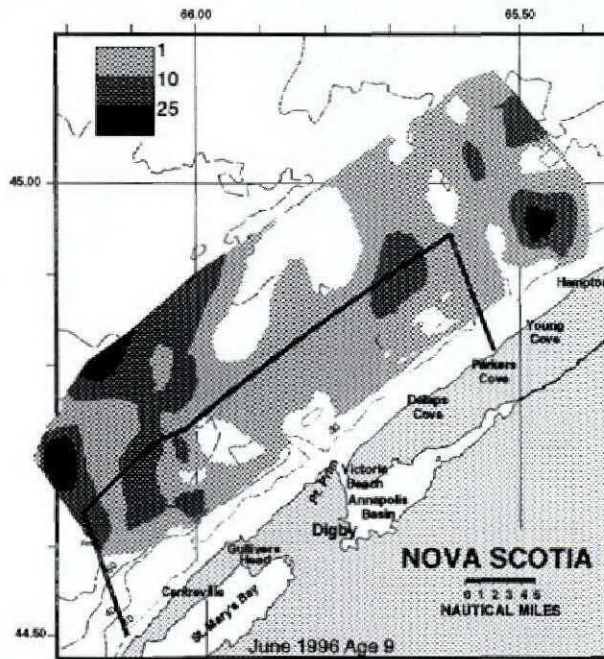 66.00
65.50
1
10
25
45.00
Hampton
Young
Cove
Parkers
Cove
Delaps
Cove
Pt. Prim
Victoria
Beach
Annapolis
Basin
Digby
Gullivers
Head
NOVA SCOTIA
0 1 2 3 4 5
NAUTICAL MILES
Centreville
St. Mary's Bay
44.50
June 1996 Age 9